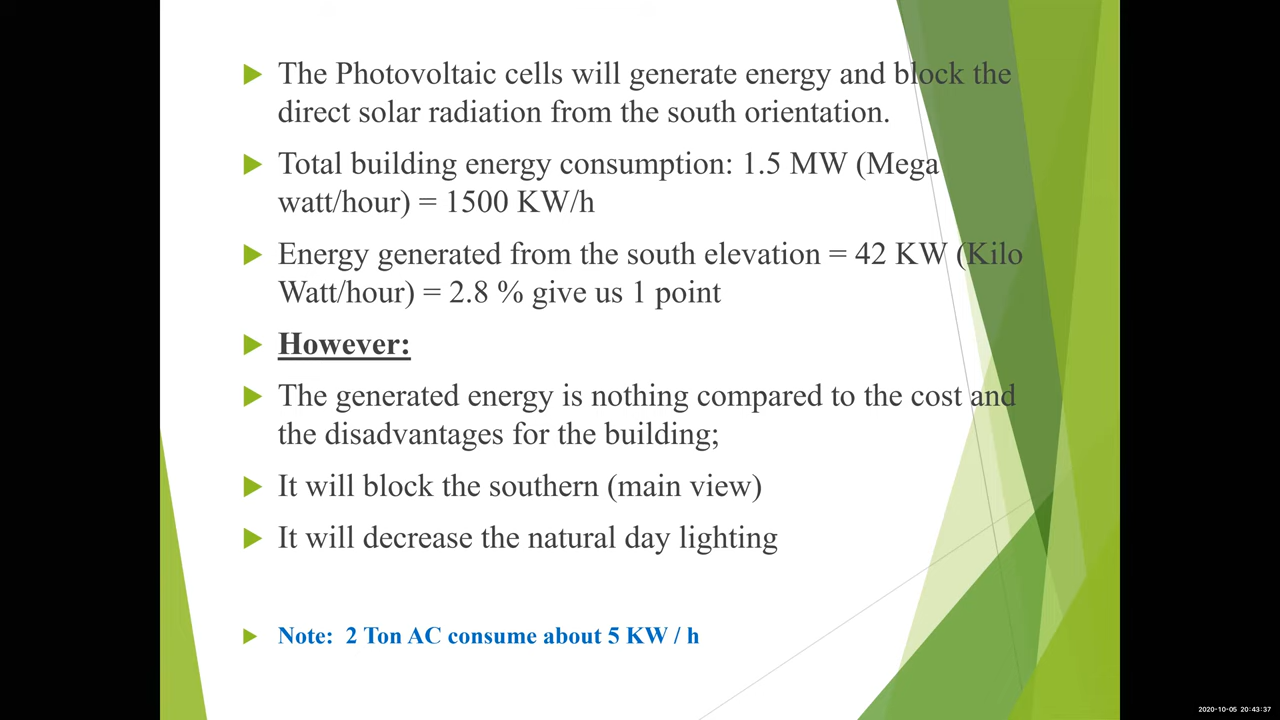 The Photovoltaic cells will generate energy and block the
direct solar radiation from the south orientation.
Total building energy consumption: 1.5 MW (Mega
watt/hour) = 1500 KW/h
Energy generated from the south elevation = 42 KW (Kilo
Watt/hour) = 2.8 % give us 1 point
However:
The generated energy is nothing compared to the cost and
the disadvantages for the building;
It will block the southern (main view)
It will decrease the natural day lighting
Note: 2 Ton AC consume about 5 KW / h
2020-10-05 20:43:37